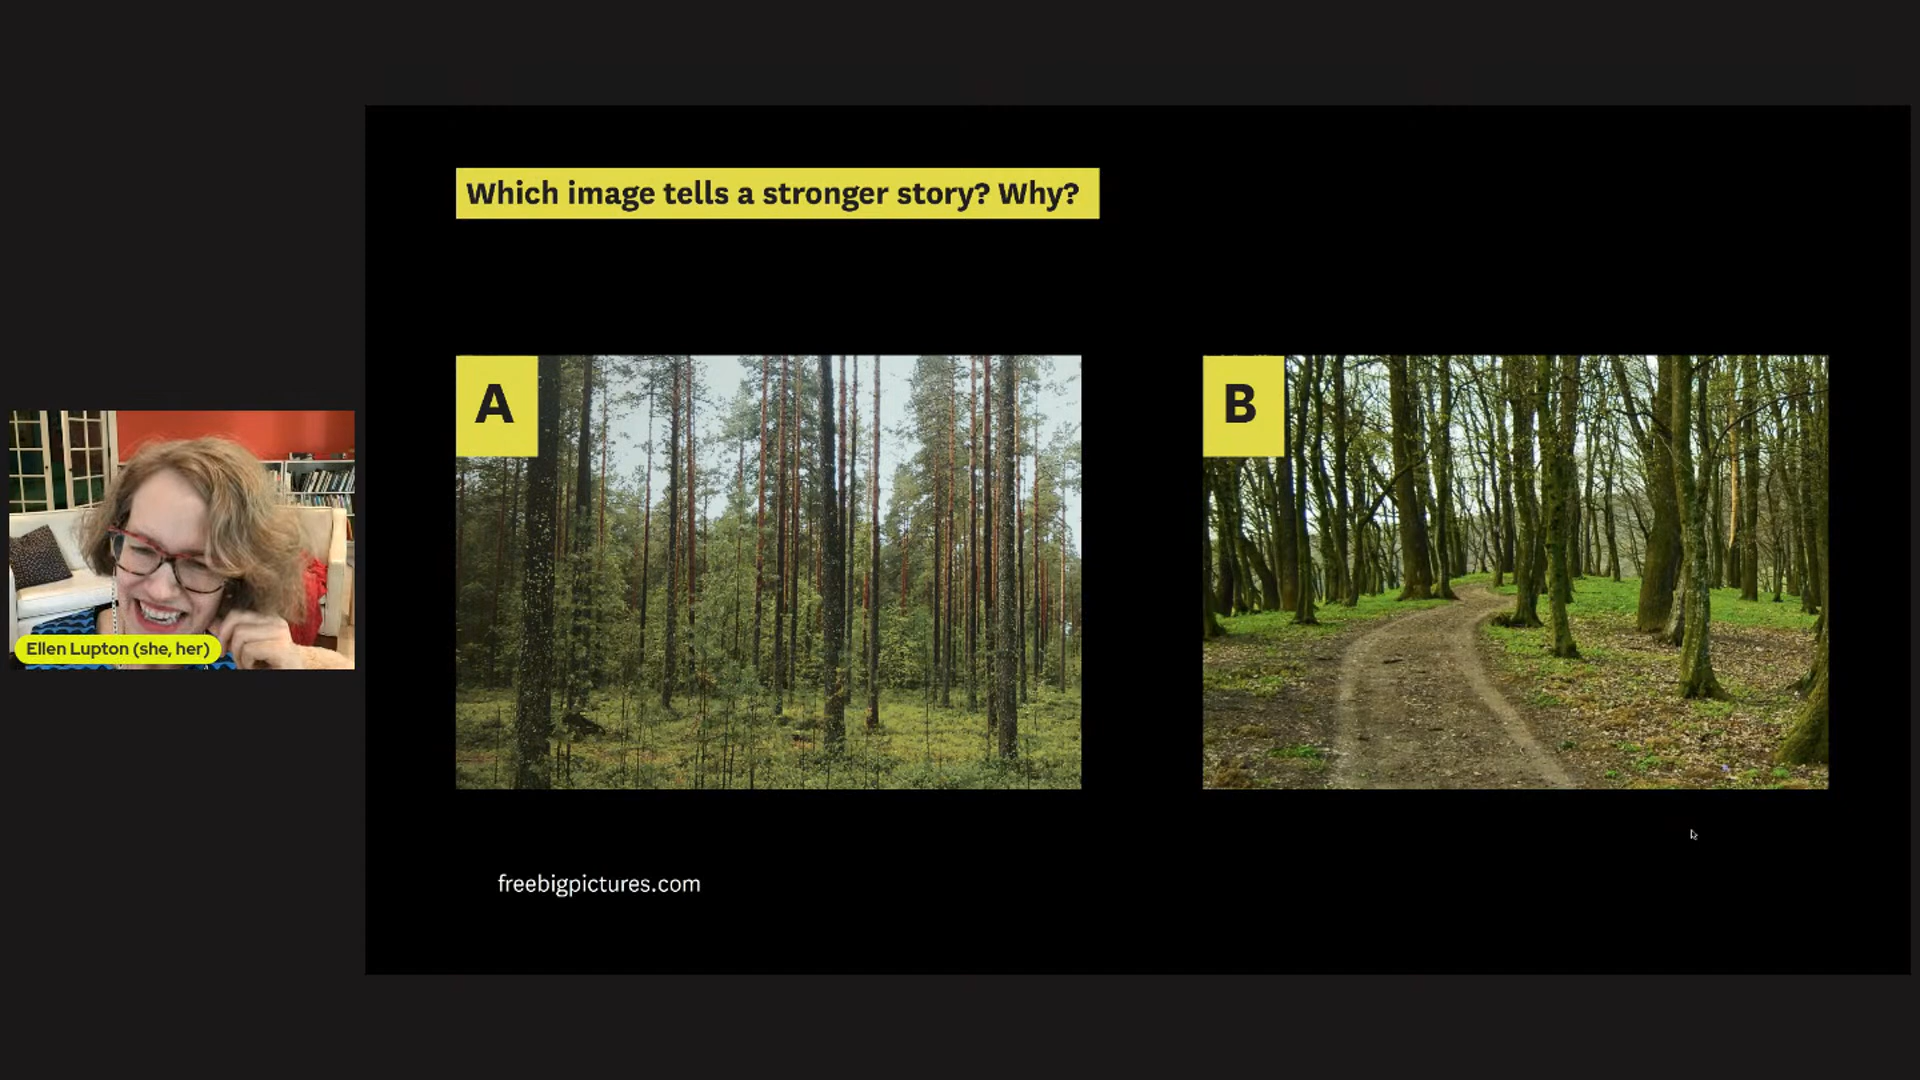 Which image tells a stronger story? Why?
A
B
Ellen Lupton (she, her)
freebigpictures.com